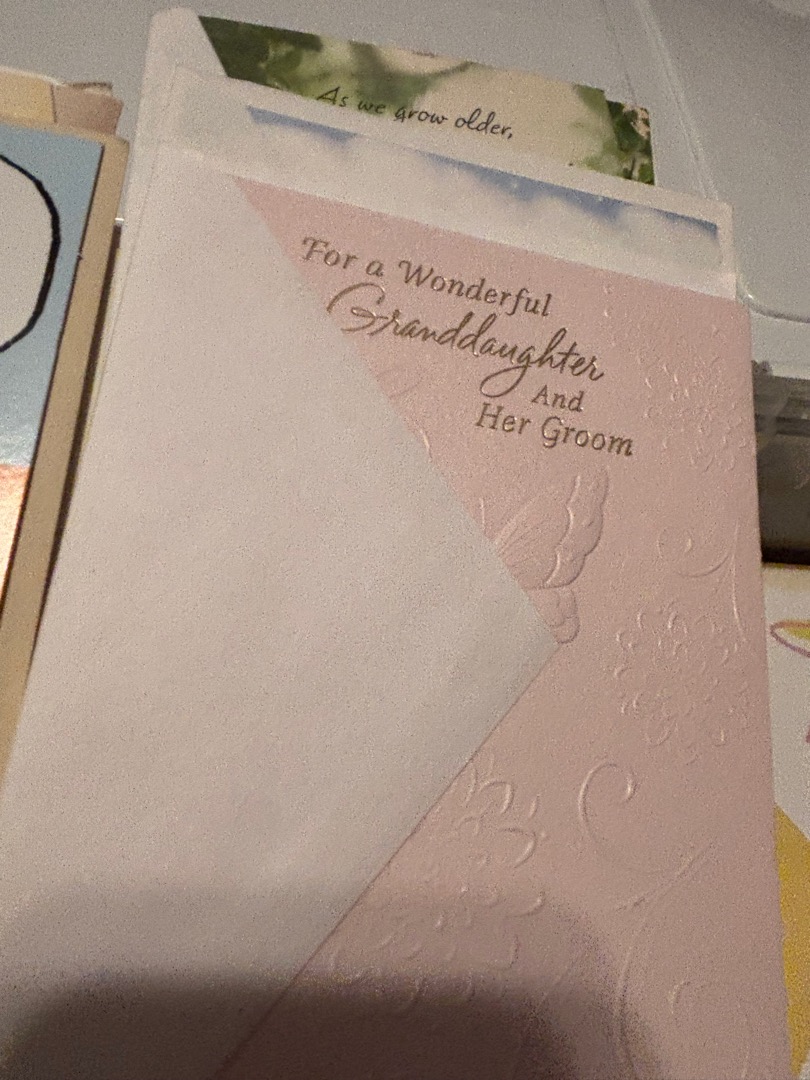 As we grow older,
For a Wonderful
Granddaughter
And
Her Groom